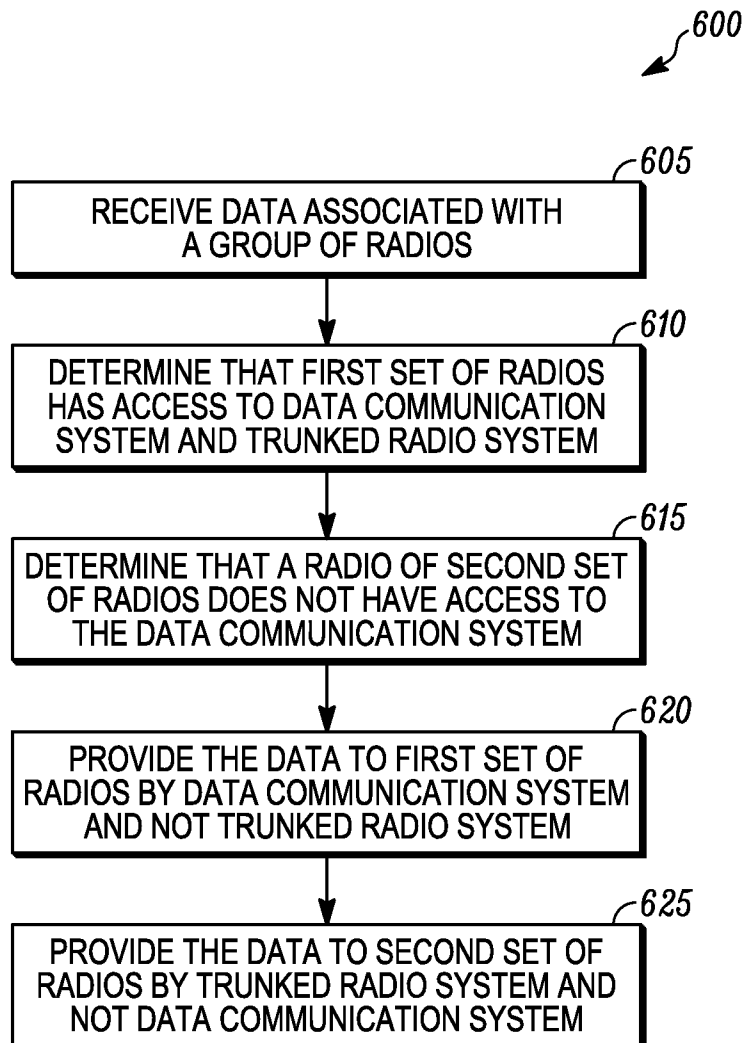 600
605
RECEIVE DATA ASSOCIATED WITH
A GROUP OF RADIOS
610
DETERMINE THAT FIRST SET OF RADIOS
HAS ACCESS TO DATA COMMUNICATION
SYSTEM AND TRUNKED RADIO SYSTEM
615
DETERMINE THAT A RADIO OF SECOND SET
OF RADIOS DOES NOT HAVE ACCESS TO
THE DATA COMMUNICATION SYSTEM
620
PROVIDE THE DATA TO FIRST SET OF
RADIOS BY DATA COMMUNICATION SYSTEM
AND NOT TRUNKED RADIO SYSTEM
625
PROVIDE THE DATA TO SECOND SET OF
RADIOS BY TRUNKED RADIO SYSTEM AND
NOT DATA COMMUNICATION SYSTEM